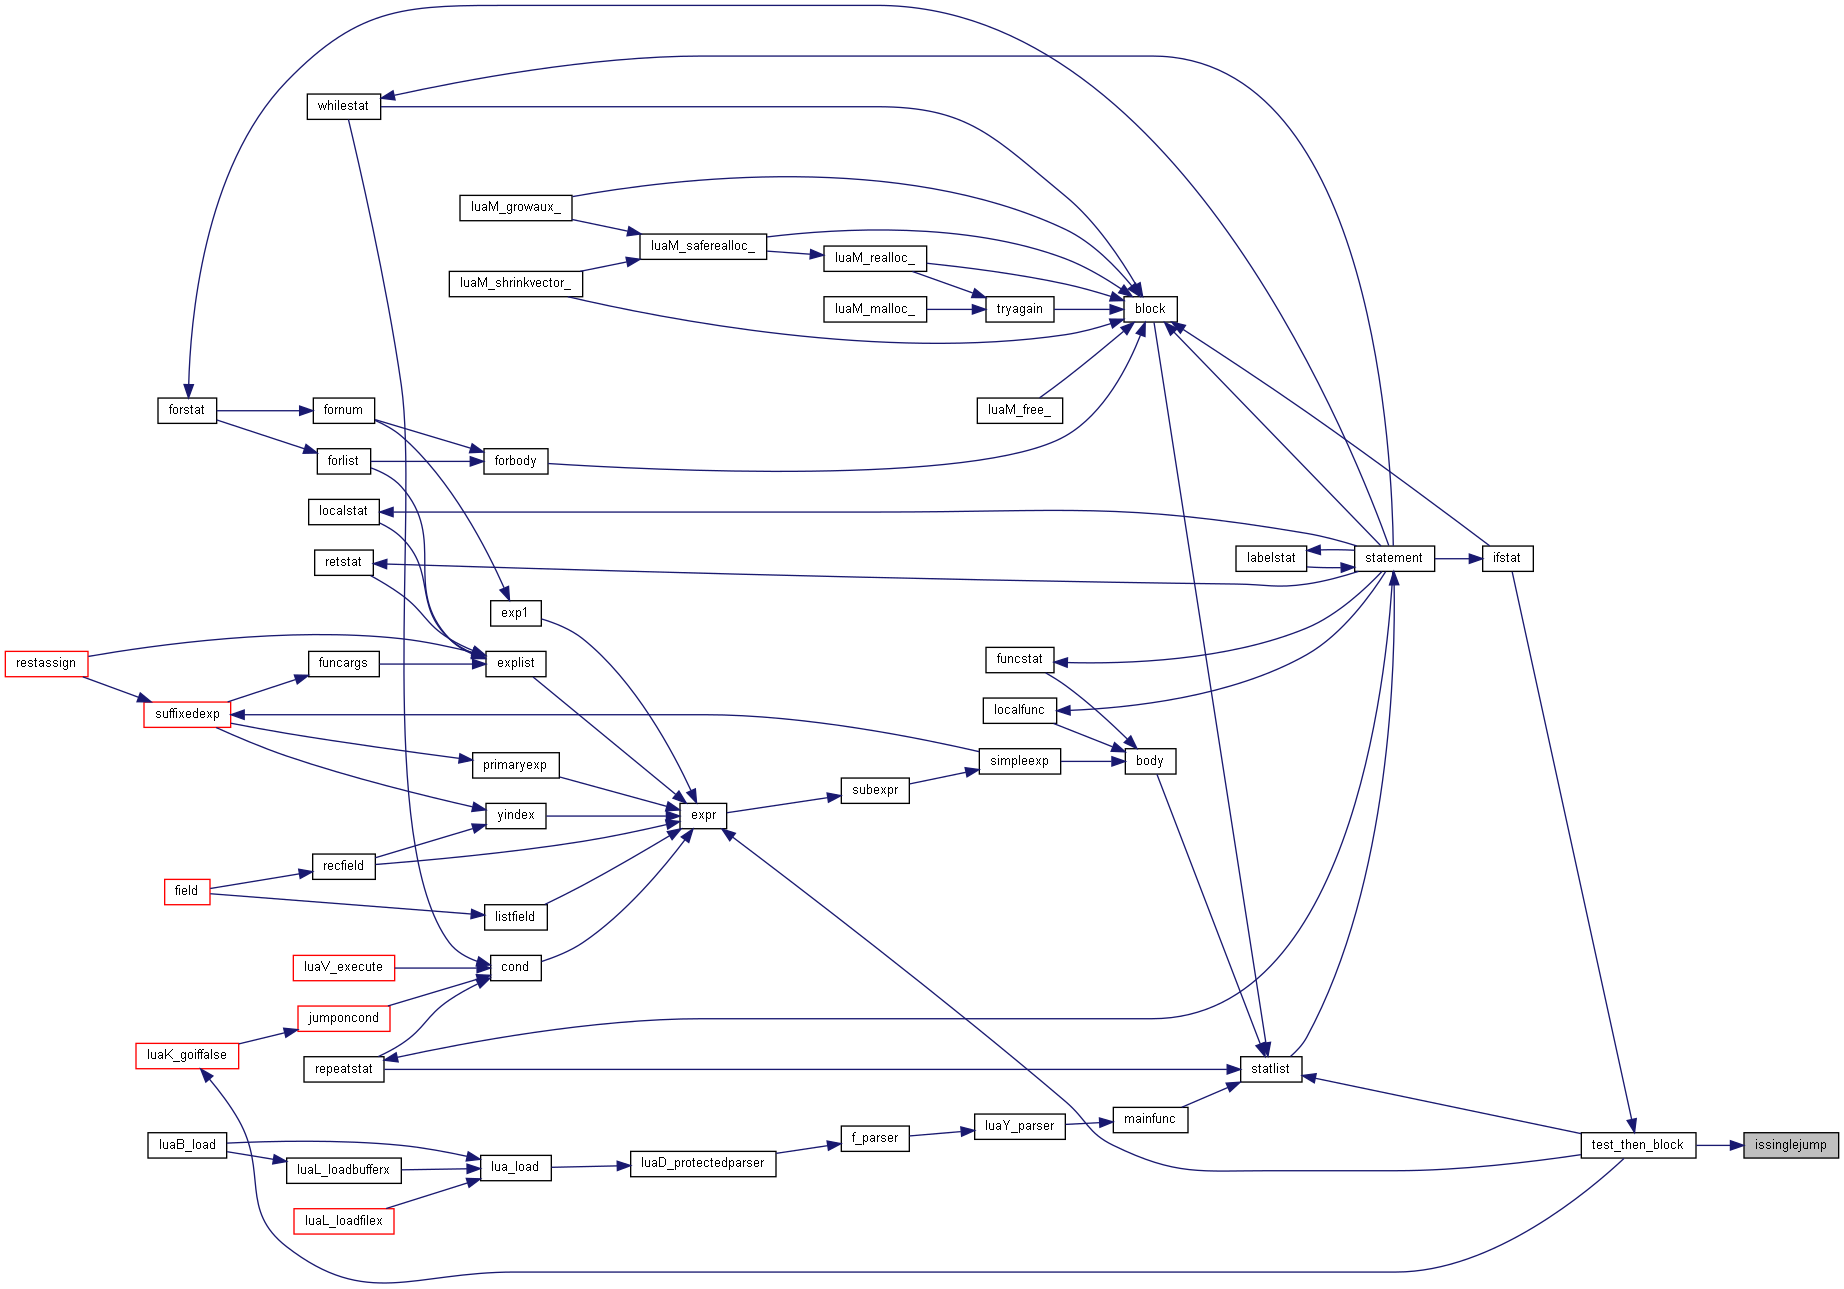 whilestat
luaM_growaux_
luaM_saferealloc_
luaM_realloc_
luaM_shrinkvector_
luaM_malloc_
tryagain
block
forstat
fornum
luaM_free_
forlist
forbody
localstat
retstat
labelstat
statement
ifstat
exp1
restassign
funcargs
explist
funcstat
suffixedexp
localfunc
primaryexp
simpleexp
body
subexpr
yindex
expr
recfield
field
listfield
luaV_execute
cond
jumponcond
luaK_goiffalse
repeatstat
statlist
mainfunc
luaY_parser
f_parser
luaB_load
test_then_block
issinglejump
luaL_loadbufferx
lua_load
luaD_protectedparser
luaL_loadfilex